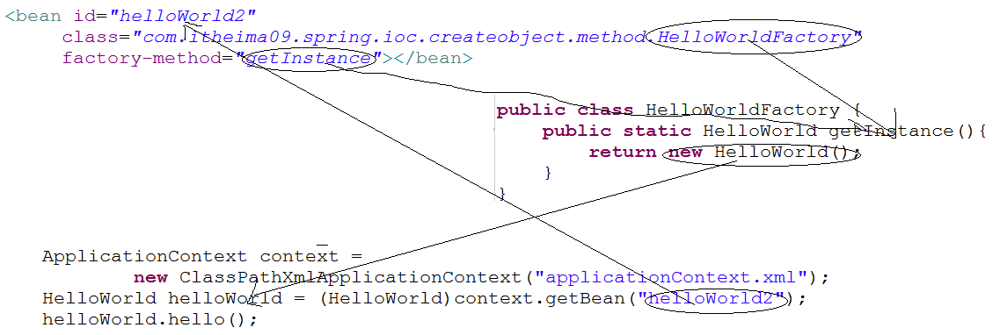 <bean id="helloWorld2"
class="com.itheima09.spring.ioc.createobject.method.HelloWorldFactory"
factory-method="getInstance"></bean>
public class HelloWorldFactory {
public static HelloWorld getInstance(){
return new HelloWorld();
}
}
ApplicationContext context =
new ClassPathXmlApplicationContext("applicationContext.xml");
HelloWorld helloWorld = (HelloWorld)context.getBean("helloWorld2");
helloWorld.hello();